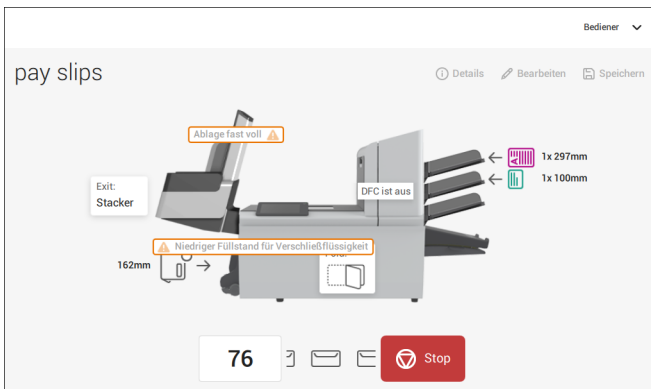 Bediener
pay slips
Details
Bearbeiten
Speichern
Ablage fast voll
1x 297mm
DFC ist aus
1x 100mm
Exit:
Stacker
Niedriger Füllstand für Verschließflüssigkeit
162mm
76
Stop